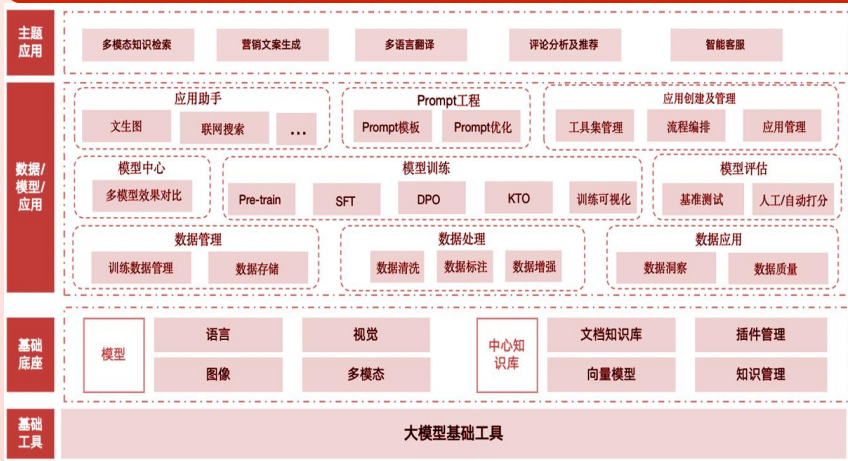 主题
应用
多模态知识检索
营销文案生成
多语言翻译
评论分析及推荐
智能客服
数据/
模型/
应用
应用助手
文生图
联网搜索
...
Prompt工程
Prompt模板
Prompt优化
应用创建及管理
工具集管理
流程编排
应用管理
模型中心
多模型效果对比
模型训练
Pre-train
SFT
DPO
KTO
训练可视化
模型评估
基准测试
人工/自动打分
数据管理
训练数据管理
数据存储
数据处理
数据清洗
数据标注
数据增强
数据应用
数据洞察
数据质量
基础
底座
模型
语言
视觉
图像
多模态
中心知
识库
文档知识库
插件管理
向量模型
知识管理
基础
工具
大模型基础工具